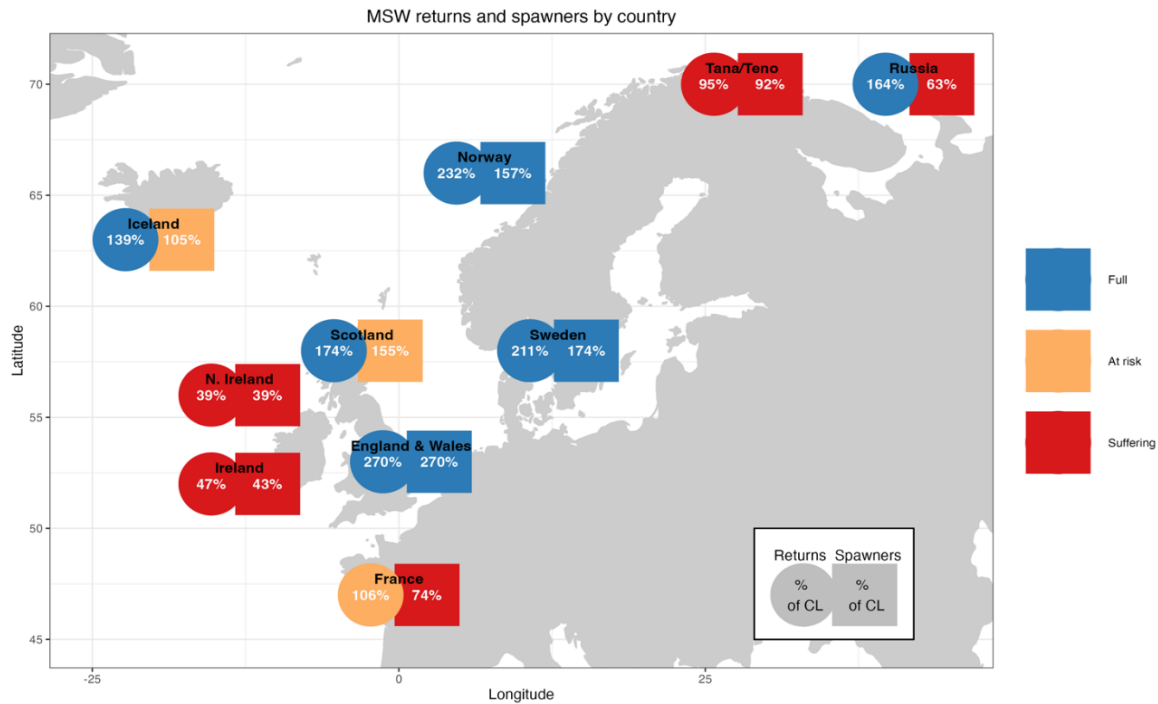 MSW returns and spawners by country
Tana/Teno
95% 92%
Russia
164% 63%
70
Norway
232% 157%
65
Iceland
139% 105%
60
Scotland
174% 155%
Sweden
211% 174%
N. Ireland
39% 39%
55
England & Wales
270% 270%
Ireland
47% 43%
50
France
106% 74%
45
Returns Spawners
% %
of CL of CL
Full
At risk
Suffering
Latitude
-25 0 25
Longitude